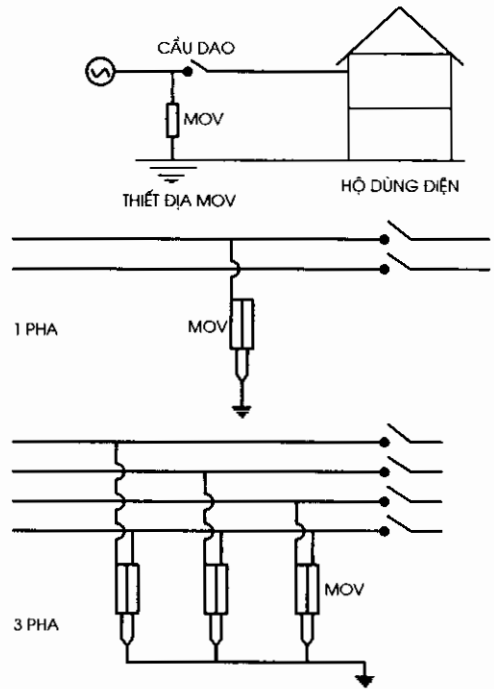 CẦU DAO
MOV
THIẾT ĐỊA MOV
HỘ DÙNG ĐIỆN
1 PHA
MOV
MOV
3 PHA